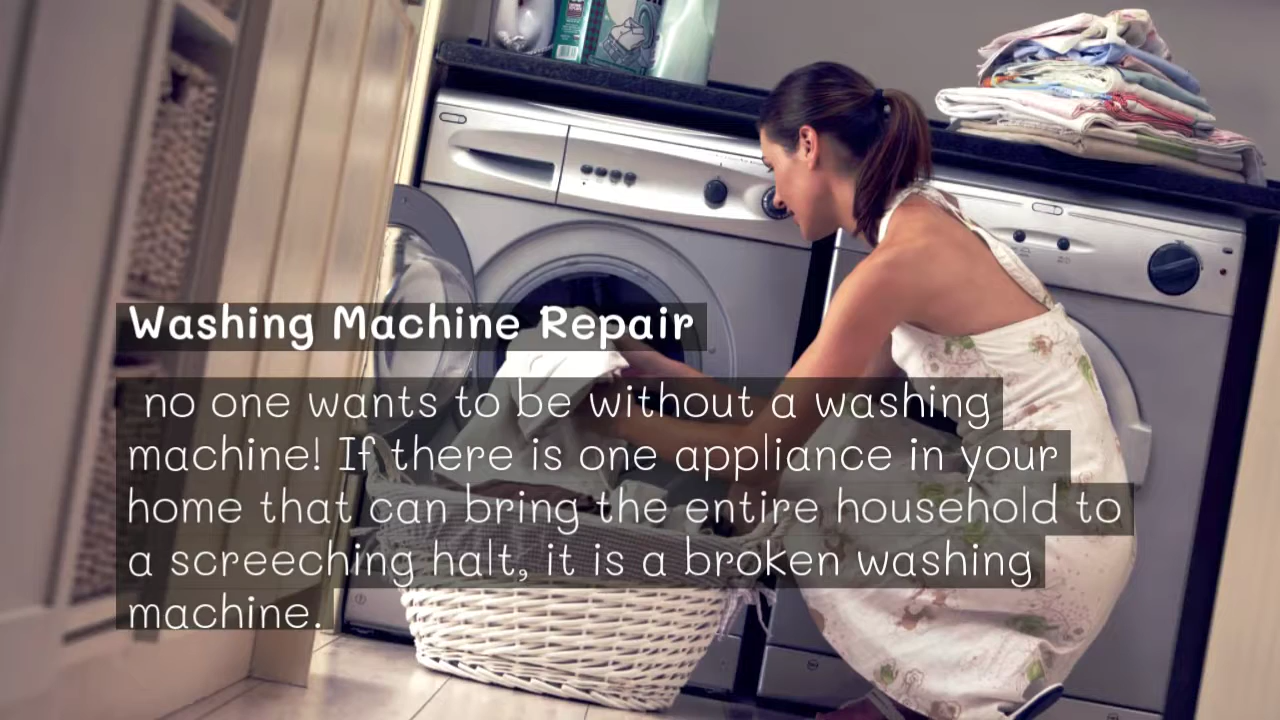 Washing Machine Repair
no one wants to be without a washing
machine! If there is one appliance in your
home that can bring the entire household to
a screeching halt, it is a broken washing
machine.